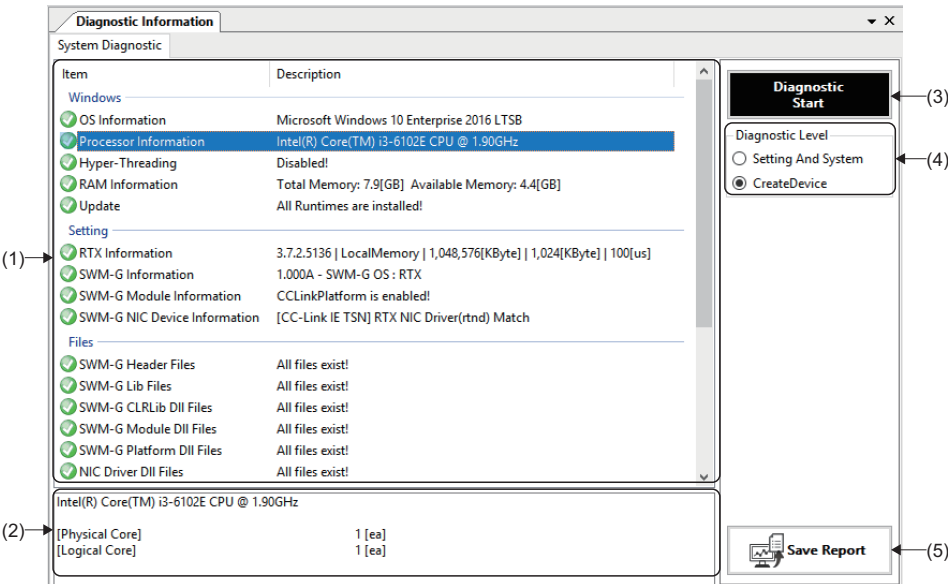 Diagnostic Information
System Diagnostic
Item Description
Windows
OS Information Microsoft Windows 10 Enterprise 2016 LTSB
Processor Information Intel(R) Core(TM) i3-6102E CPU @ 1.90GHz
Hyper-Threading Disabled!
RAM Information Total Memory: 7.9[GB] Available Memory: 4.4[GB]
Update All Runtimes are installed!
Setting
RTX Information 3.7.2.5136 | LocalMemory | 1,048,576[KByte] | 1,024[KByte] | 100[us]
SWM-G Information 1.000A - SWM-G OS : RTX
SWM-G Module Information CCLinkPlatform is enabled!
SWM-G NIC Device Information [CC-Link IE TSN] RTX NIC Driver(rtnd) Match
Files
SWM-G Header Files All files exist!
SWM-G Lib Files All files exist!
SWM-G CLRLib Dll Files All files exist!
SWM-G Module Dll Files All files exist!
SWM-G Platform Dll Files All files exist!
NIC Driver Dll Files All files exist!
(1)
Intel(R) Core(TM) i3-6102E CPU @ 1.90GHz
[Physical Core] 1 [ea]
[Logical Core] 1 [ea]
(2)
Diagnostic
Start
(3)
Diagnostic Level
Setting And System
CreateDevice
(4)
Save Report
(5)